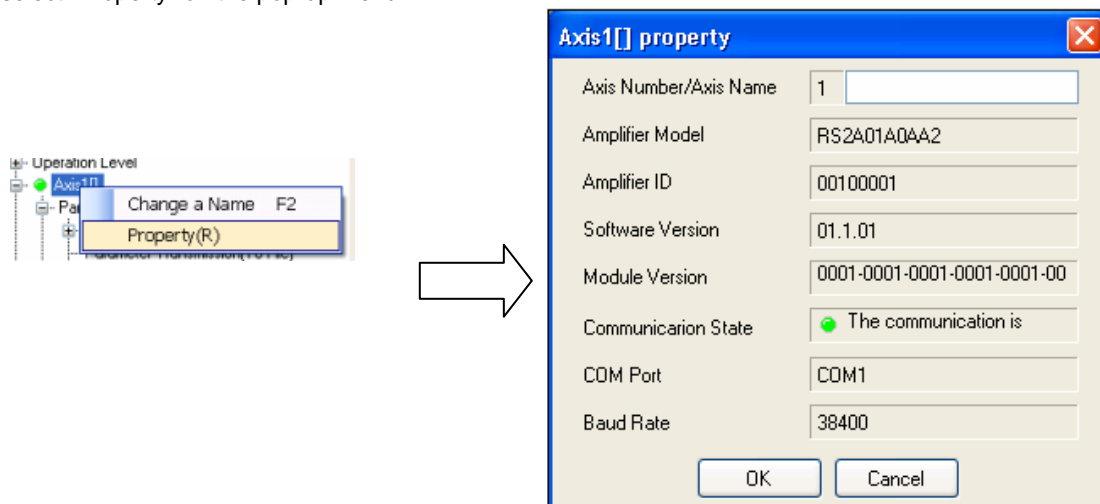 Operation Level
Axis1[]
Change a Name F2
Property(R)
Axis1[] property
Axis Number/Axis Name 1
Amplifier Model RS2A01A0AA2
Amplifier ID 00100001
Software Version 01.1.01
Module Version 0001-0001-0001-0001-0001-00
Communicarion State The communication is
COM Port COM1
Baud Rate 38400
OK Cancel